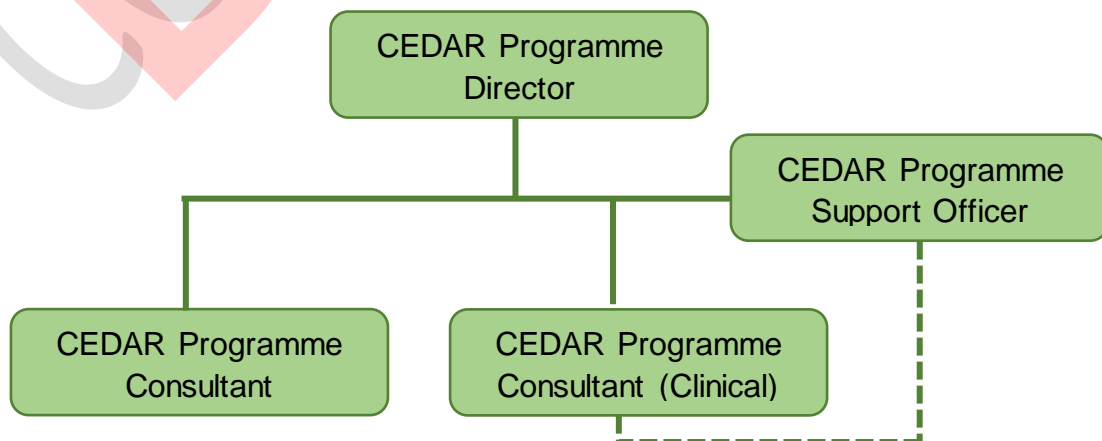 CEDAR Programme
Director
CEDAR Programme
Support Officer
CEDAR Programme
Consultant
CEDAR Programme
Consultant (Clinical)